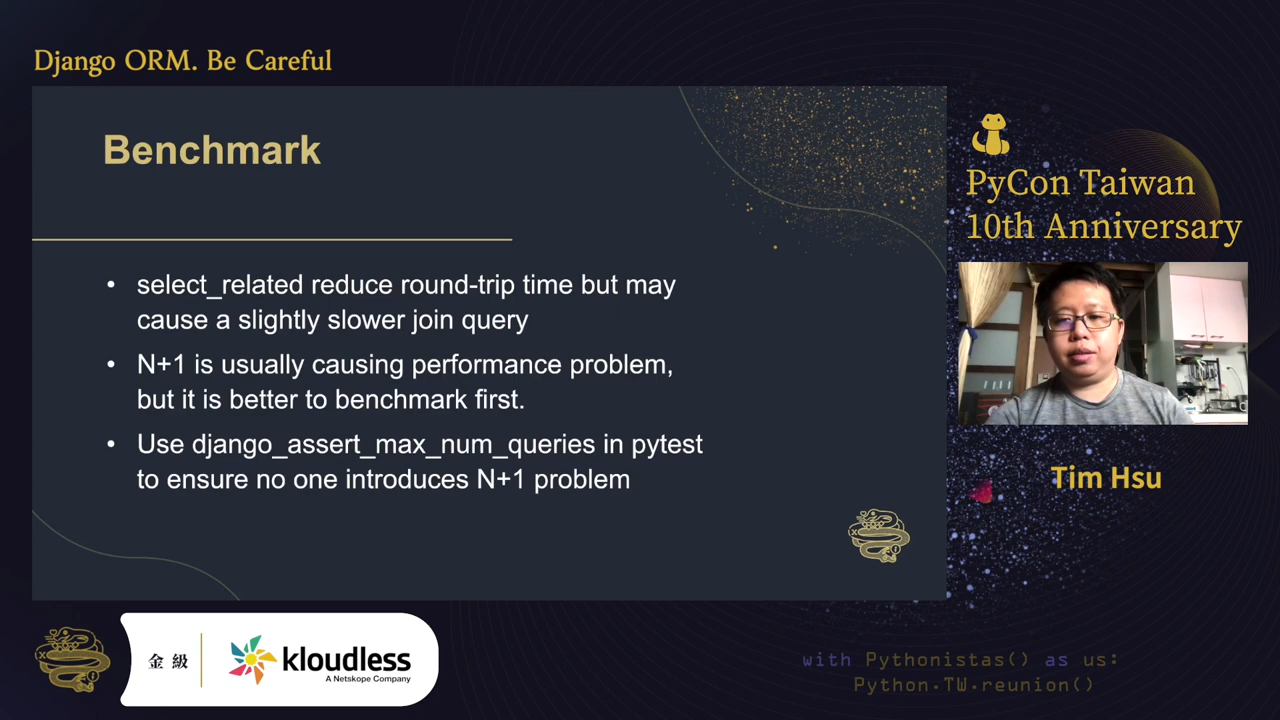 Django ORM. Be Careful
Benchmark
• select_related reduce round-trip time but may
cause a slightly slower join query
• N+1 is usually causing performance problem,
but it is better to benchmark first.
• Use django_assert_max_num_queries in pytest
to ensure no one introduces N+1 problem
PyCon Taiwan
10th Anniversary
Tim Hsu
金級
kloudless
A Netskope Company
with Pythonistas() as us:
Python.TW.reunion()